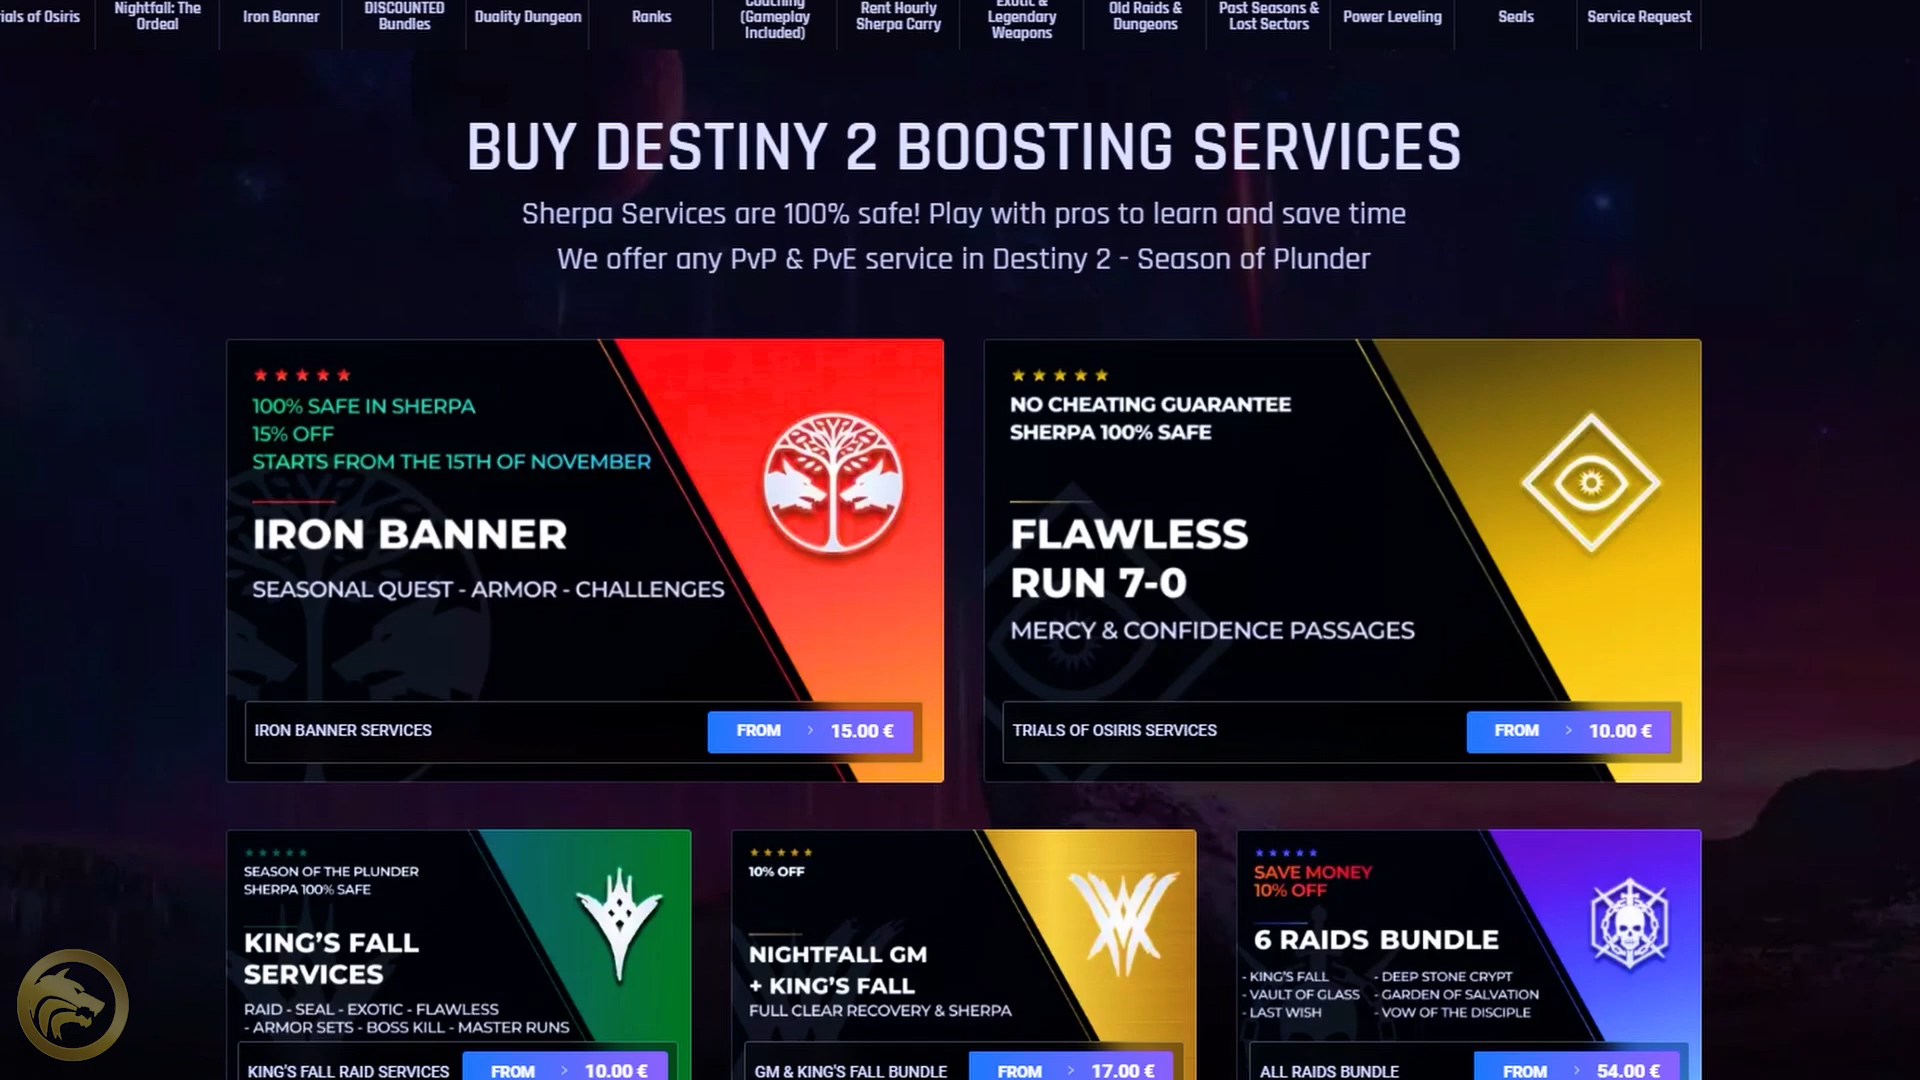 ials of Osiris
Nightfall: The
Ordeal
Iron Banner
DISCOUNTED
Bundles
Duality Dungeon
Ranks
Coaching
(Gameplay
Included)
Rent Hourly
Sherpa Carry
Exotic &
Legendary
Weapons
Old Raids &
Dungeons
Past Seasons &
Lost Sectors
Power Leveling
Seals
Service Request
BUY DESTINY 2 BOOSTING SERVICES
Sherpa Services are 100% safe! Play with pros to learn and save time
We offer any PvP & PvE service in Destiny 2 - Season of Plunder
100% SAFE IN SHERPA
15% OFF
STARTS FROM THE 15TH OF NOVEMBER
IRON BANNER
SEASONAL QUEST - ARMOR - CHALLENGES
IRON BANNER SERVICES
FROM > 15.00 €
NO CHEATING GUARANTEE
SHERPA 100% SAFE
FLAWLESS
RUN 7-0
MERCY & CONFIDENCE PASSAGES
TRIALS OF OSIRIS SERVICES
FROM > 10.00 €
SEASON OF THE PLUNDER
SHERPA 100% SAFE
KING'S FALL
SERVICES
RAID - SEAL - EXOTIC - FLAWLESS
- ARMOR SETS - BOSS KILL - MASTER RUNS
KING'S FALL RAID SERVICES
FROM > 10.00 €
10% OFF
NIGHTFALL GM
+ KING'S FALL
FULL CLEAR RECOVERY & SHERPA
GM & KING'S FALL BUNDLE
FROM > 17.00 €
SAVE MONEY
10% OFF
6 RAIDS BUNDLE
- KING'S FALL
- VAULT OF GLASS
- LAST WISH
- DEEP STONE CRYPT
- GARDEN OF SALVATION
- VOW OF THE DISCIPLE
ALL RAIDS BUNDLE
FROM > 54.00 €